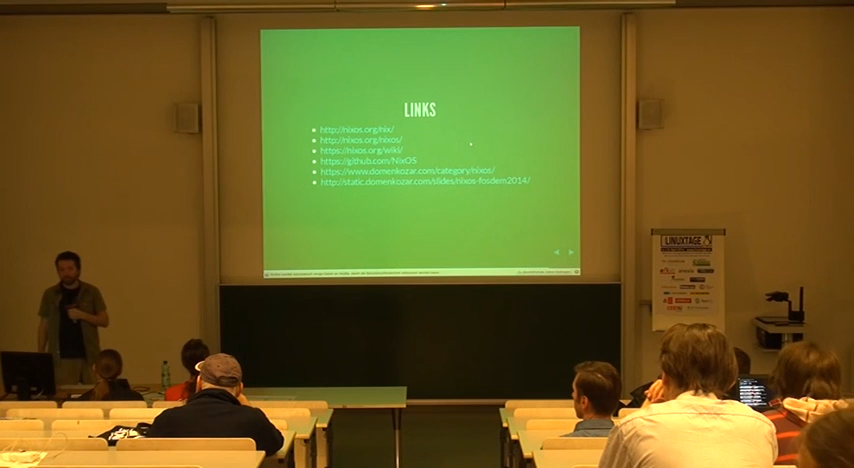 LINKS
http://nixos.org/nix/
http://nixos.org/nixos/
https://nixos.org/wiki/
https://github.com/NixOS
https://www.domenkozar.com/category/nixos/
http://static.domenkozar.com/slides/nixos-fosdem2014/
LINUXTAGE